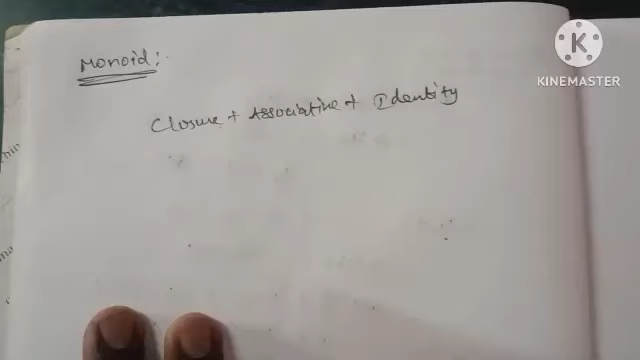 Monoid:-
Closure + Associative + Identity
K
KINEMASTER